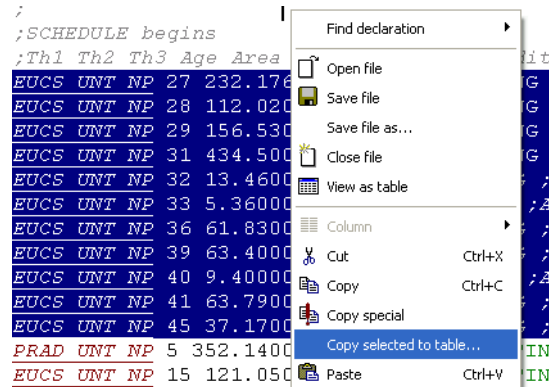 ;
;SCHEDULE begins
;Th1 Th2 Th3 Age Area
EUCS UNT NP 27 232.176
EUCS UNT NP 28 112.020
EUCS UNT NP 29 156.530
EUCS UNT NP 31 434.500
EUCS UNT NP 32 13.4600
EUCS UNT NP 33 5.36000
EUCS UNT NP 36 61.8300
EUCS UNT NP 39 63.4000
EUCS UNT NP 40 9.40000
EUCS UNT NP 41 63.7900
EUCS UNT NP 45 37.1700
PRAD UNT NP 5 352.1400
EUCS UNT NP 15 121.050
Find declaration
Open file
Save file
Save file as...
Close file
View as table
Column
Cut Ctrl+X
Copy Ctrl+C
Copy special
Copy selected to table...
Paste Ctrl+V